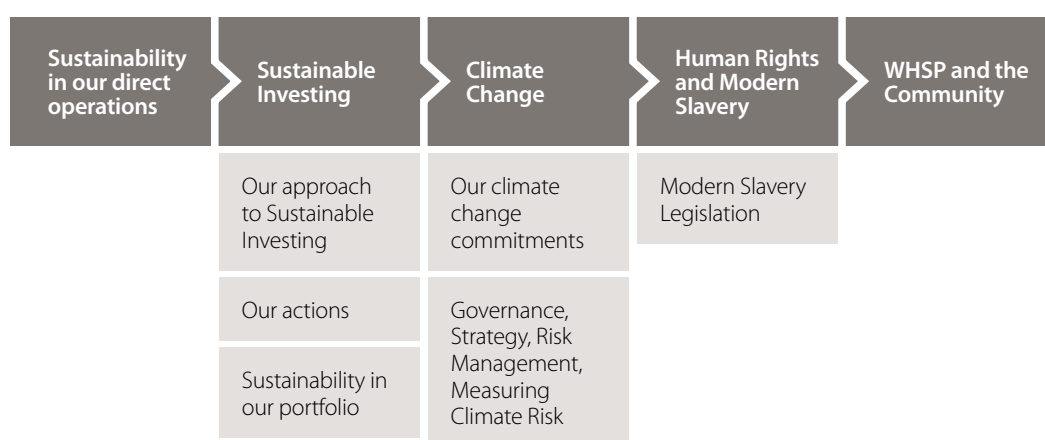 Sustainability
in our direct
operations
Sustainable
Investing
Climate
Change
Human Rights
and Modern
Slavery
WHSP and the
Community
Our approach
to Sustainable
Investing
Our actions
Sustainability in
our portfolio
Our climate
change
commitments
Governance,
Strategy, Risk
Management,
Measuring
Climate Risk
Modern Slavery
Legislation